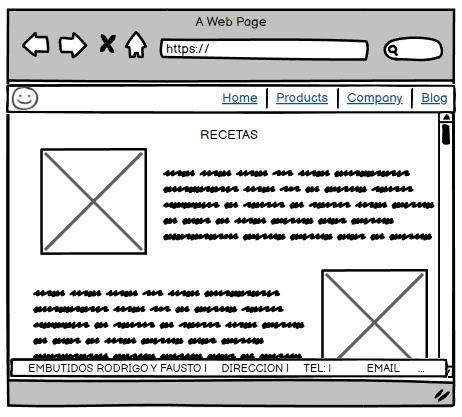 A Web Page
https://
Home Products Company Blog
RECETAS
EMBUTIDOS RODRIGO Y FAUSTO | DIRECCION | TEL: | EMAIL ...